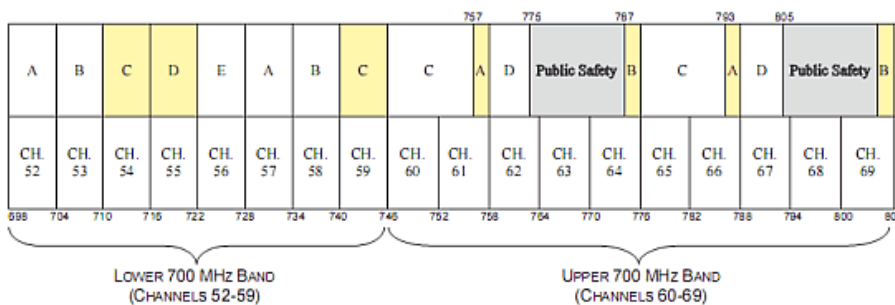 757 775 787 793 805
A B C D E A B C C A D Public Safety B C A D Public Safety B
CH. CH. CH. CH. CH. CH. CH. CH. CH. CH. CH. CH. CH. CH. CH. CH. CH. CH.
52 53 54 55 56 57 58 59 60 61 62 63 64 65 66 67 68 69
698 704 710 716 722 728 734 740 746 752 758 764 770 776 782 788 794 800 80
LOWER 700 MHZ BAND UPPER 700 MHZ BAND
(CHANNELS 52-59) (CHANNELS 60-69)